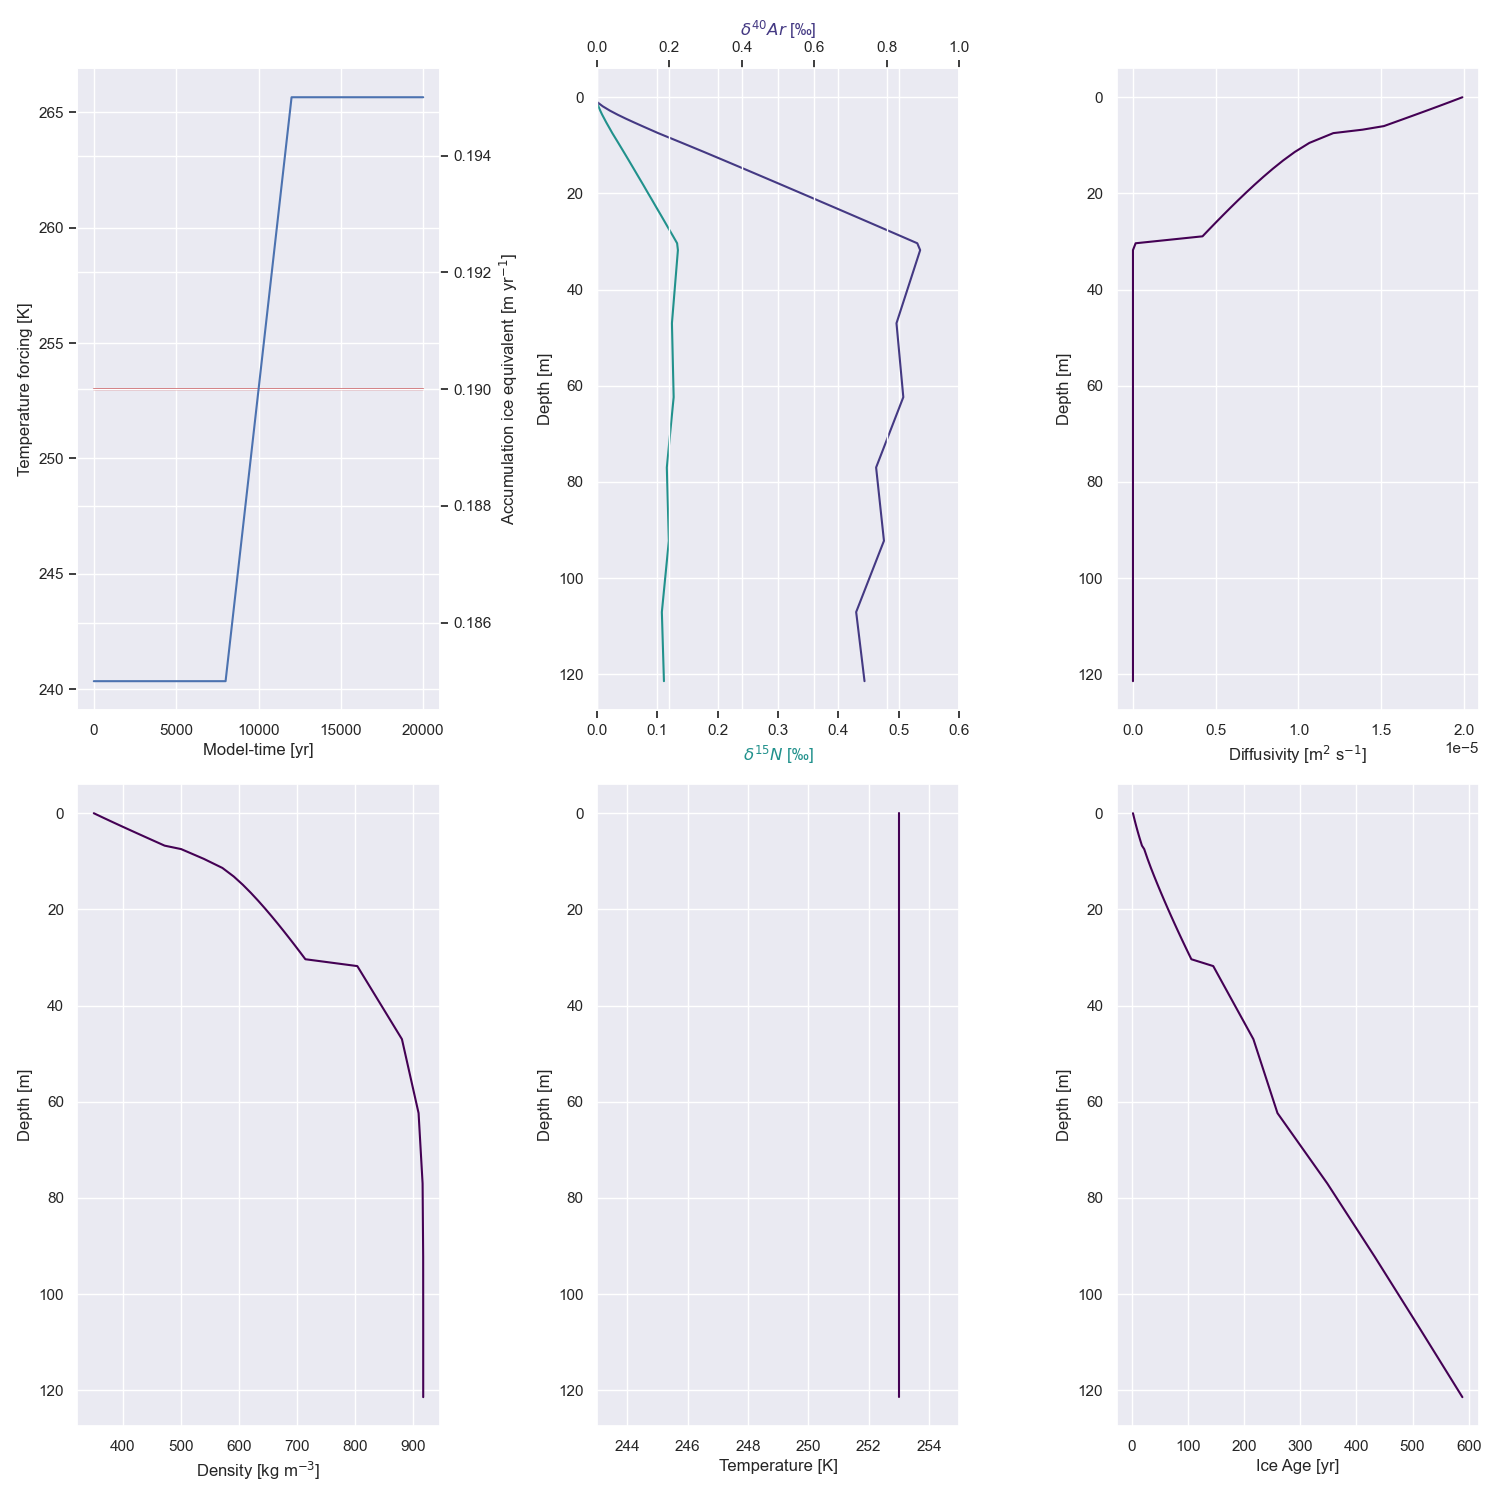 δ⁴⁰Ar [‰]
0.0 0.2 0.4 0.6 0.8 1.0
265
260
255
250
245
240
Temperature forcing [K]
0 5000 10000 15000 20000
Model-time [yr]
0.194
0.192
0.190
0.188
0.186
Accumulation ice equivalent [m yr⁻¹]
0
20
40
60
80
100
120
Depth [m]
0.0 0.1 0.2 0.3 0.4 0.5 0.6
δ¹⁵N [‰]
0
20
40
60
80
100
120
Depth [m]
0.0 0.5 1.0 1.5 2.0
1e−5
Diffusivity [m² s⁻¹]
0
20
40
60
80
100
120
Depth [m]
400 500 600 700 800 900
Density [kg m⁻³]
0
20
40
60
80
100
120
Depth [m]
244 246 248 250 252 254
Temperature [K]
0
20
40
60
80
100
120
Depth [m]
0 100 200 300 400 500 600
Ice Age [yr]